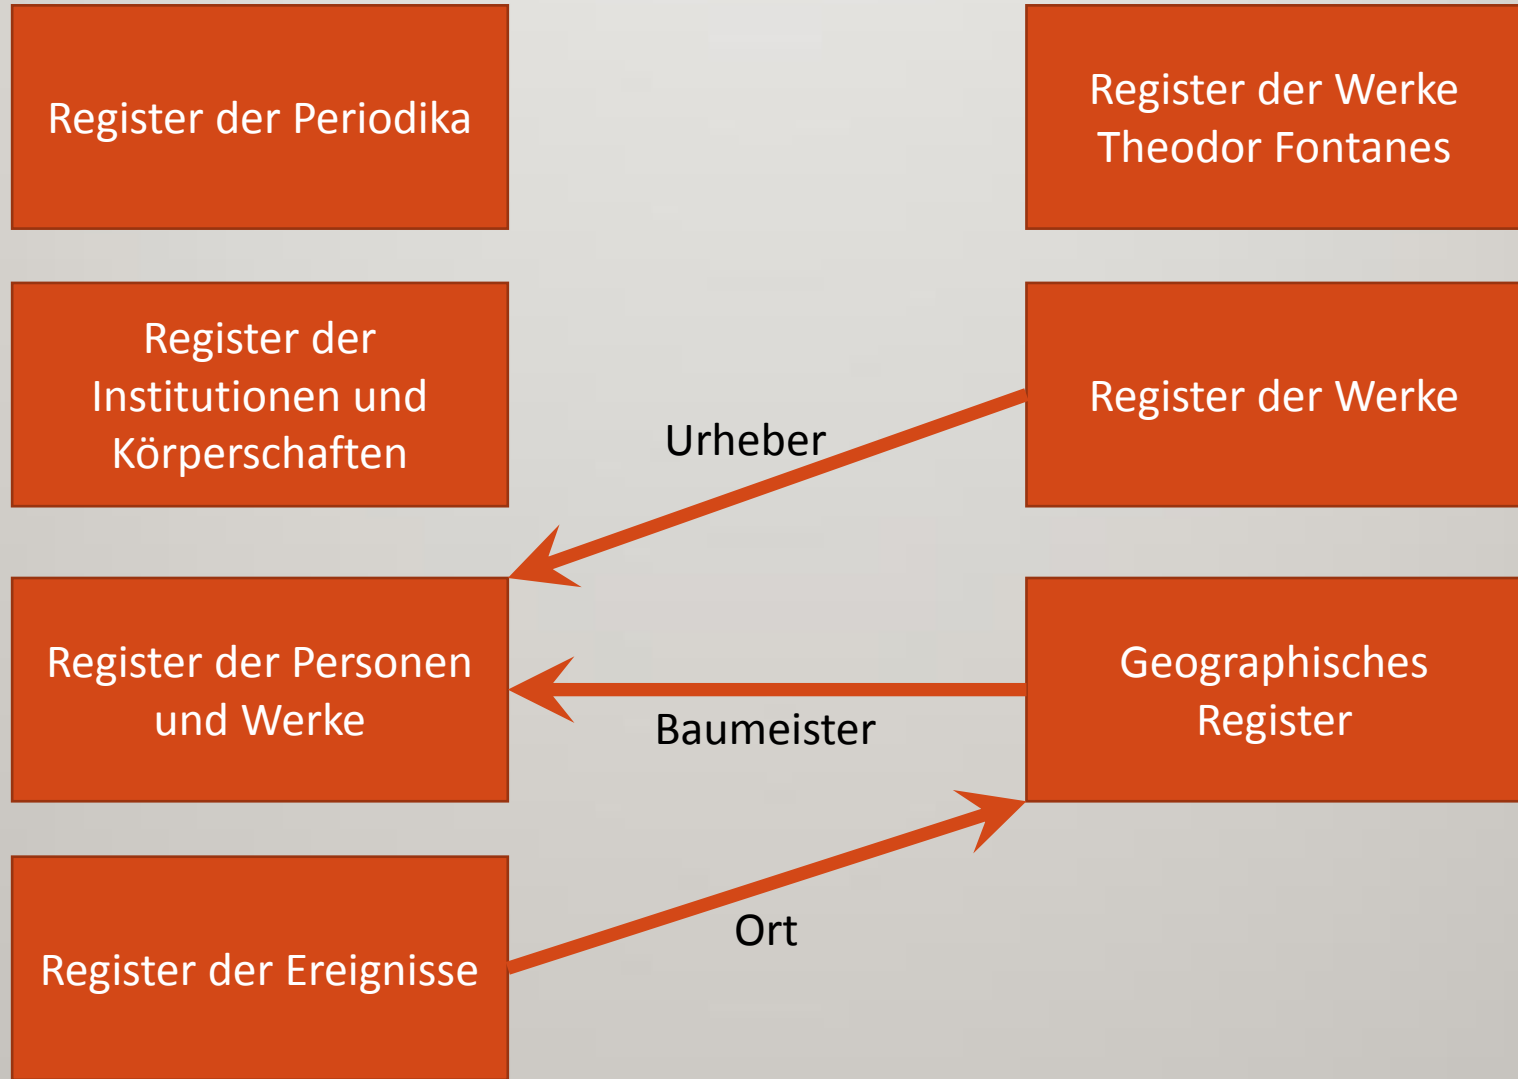 Register der Periodika
Register der Werke
Theodor Fontanes
Register der
Institutionen und
Körperschaften
Register der Werke
Urheber
Register der Personen
und Werke
Geographisches
Register
Baumeister
Register der Ereignisse
Ort